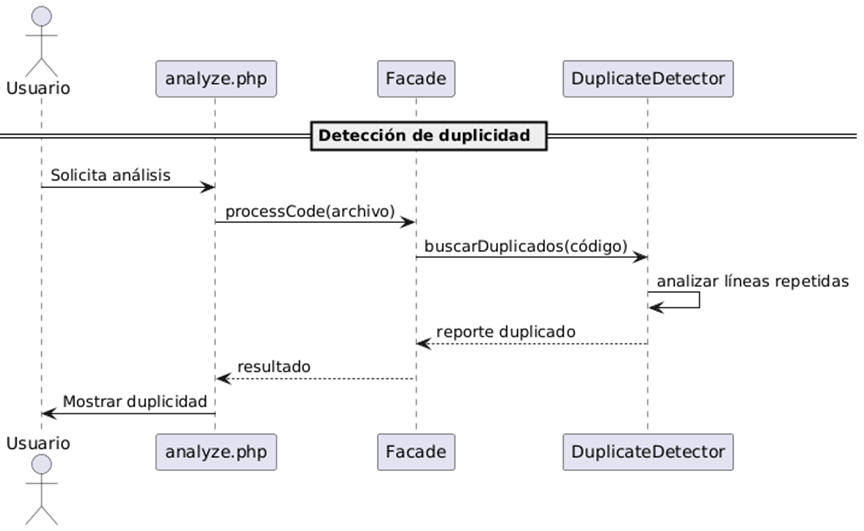 Usuario
analyze.php
Facade
DuplicateDetector
Detección de duplicidad
Solicita análisis
processCode(archivo)
buscarDuplicados(código)
analizar líneas repetidas
reporte duplicado
resultado
Mostrar duplicidad
Usuario
analyze.php
Facade
DuplicateDetector